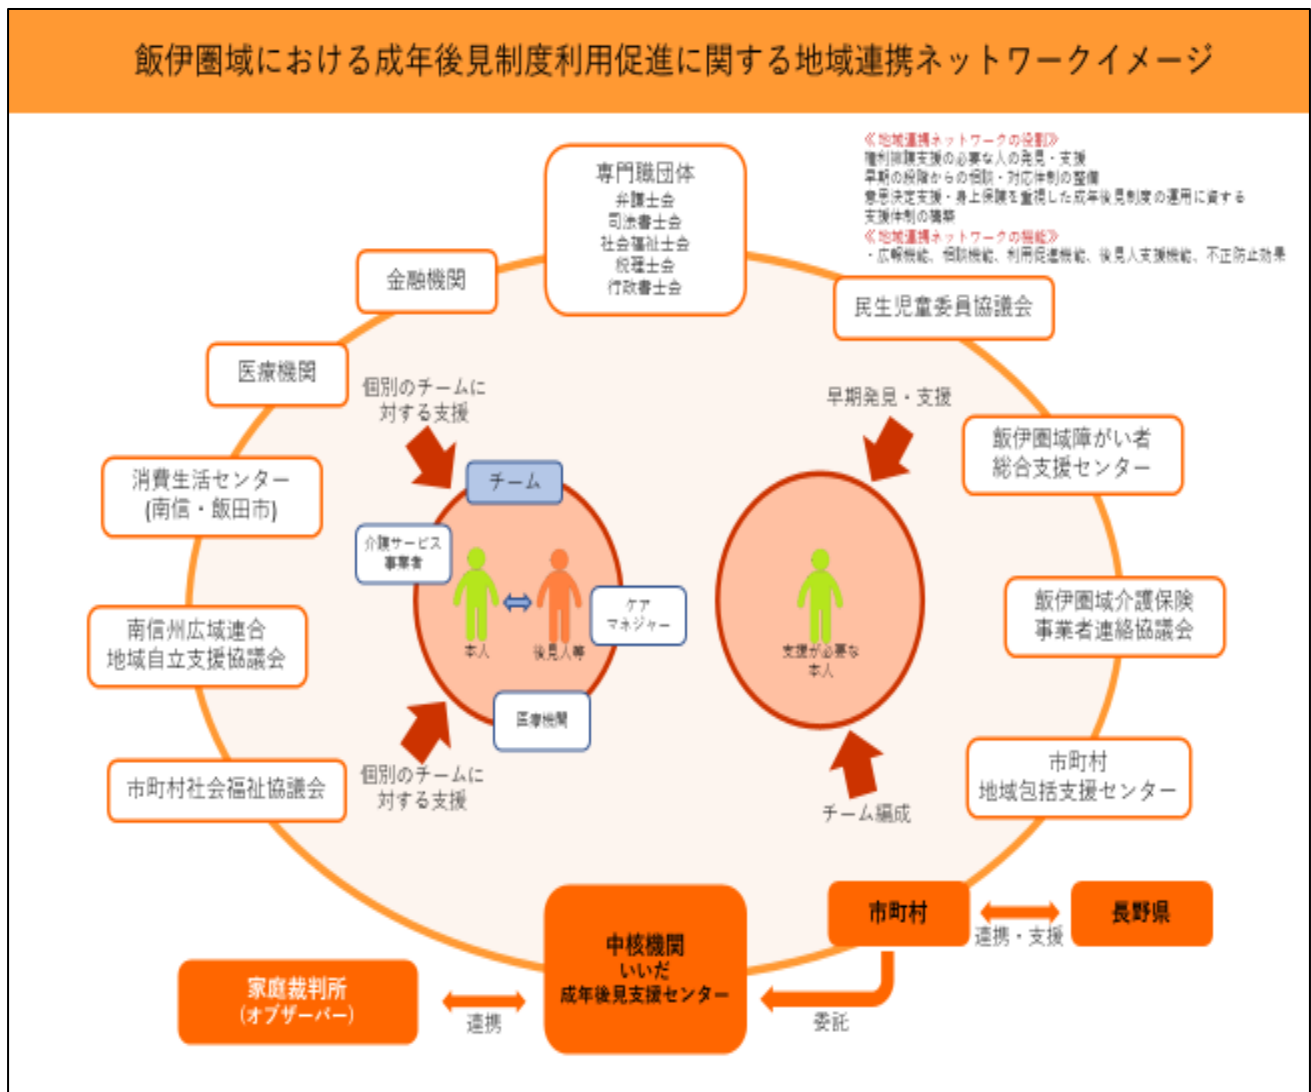 飯伊圏域における成年後見制度利用促進に関する地域連携ネットワークイメージ
≪地域連携ネットワークの役割≫
権利擁護支援の必要な人の発見・支援
早期の段階からの相談・対応体制の整備
意思決定支援・身上保護を重視した成年後見制度の運用に資する
支援体制の構築
≪地域連携ネットワークの機能≫
・広報機能、相談機能、利用促進機能、後見人支援機能、不正防止効果
専門職団体
弁護士会
司法書士会
社会福祉士会
税理士会
行政書士会
金融機関
民生児童委員協議会
医療機関
個別のチームに
対する支援
早期発見・支援
飯伊圏域障がい者
総合支援センター
消費生活センター
(南信・飯田市)
チーム
介護サービス
事業者
ケア
マネジャー
本人
後見人等
医療機関
支援が必要な
本人
飯伊圏域介護保険
事業者連絡協議会
南信州広域連合
地域自立支援協議会
市町村社会福祉協議会
個別のチームに
対する支援
チーム編成
市町村
地域包括支援センター
市町村
連携・支援
長野県
中核機関
いいだ
成年後見支援センター
家庭裁判所
(オブザーバー)
連携
委託